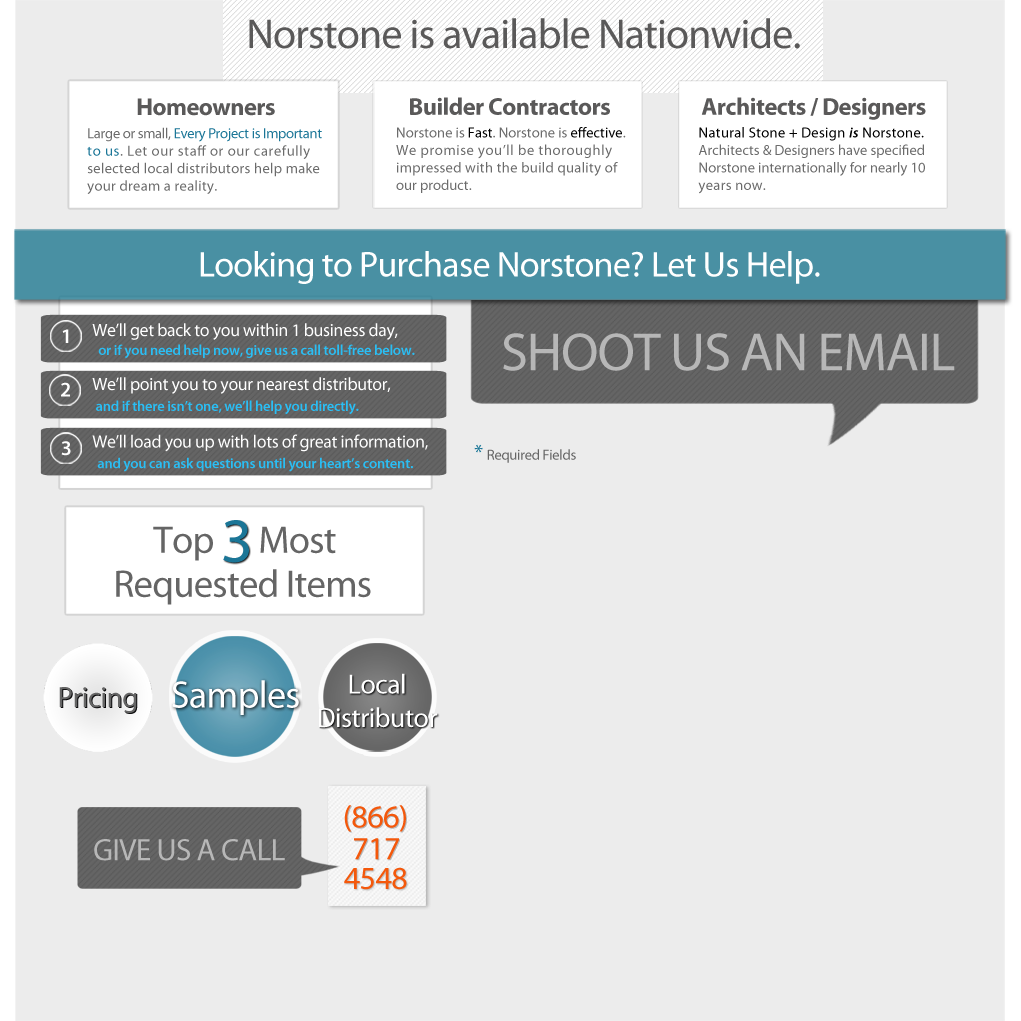 Norstone is available Nationwide.
Homeowners
Large or small, Every Project is Important
to us. Let our staff or our carefully
selected local distributors help make
your dream a reality.
Builder Contractors
Norstone is Fast. Norstone is effective.
We promise you'll be thoroughly
impressed with the build quality of
our product.
Architects / Designers
Natural Stone + Design is Norstone.
Architects & Designers have specified
Norstone internationally for nearly 10
years now.
Looking to Purchase Norstone? Let Us Help.
1 We'll get back to you within 1 business day,
or if you need help now, give us a call toll-free below.
2 We'll point you to your nearest distributor,
and if there isn't one, we'll help you directly.
3 We'll load you up with lots of great information,
and you can ask questions until your heart's content.
SHOOT US AN EMAIL
* Required Fields
Top 3 Most
Requested Items
Pricing
Samples
Local
Distributor
GIVE US A CALL
(866)
717
4548